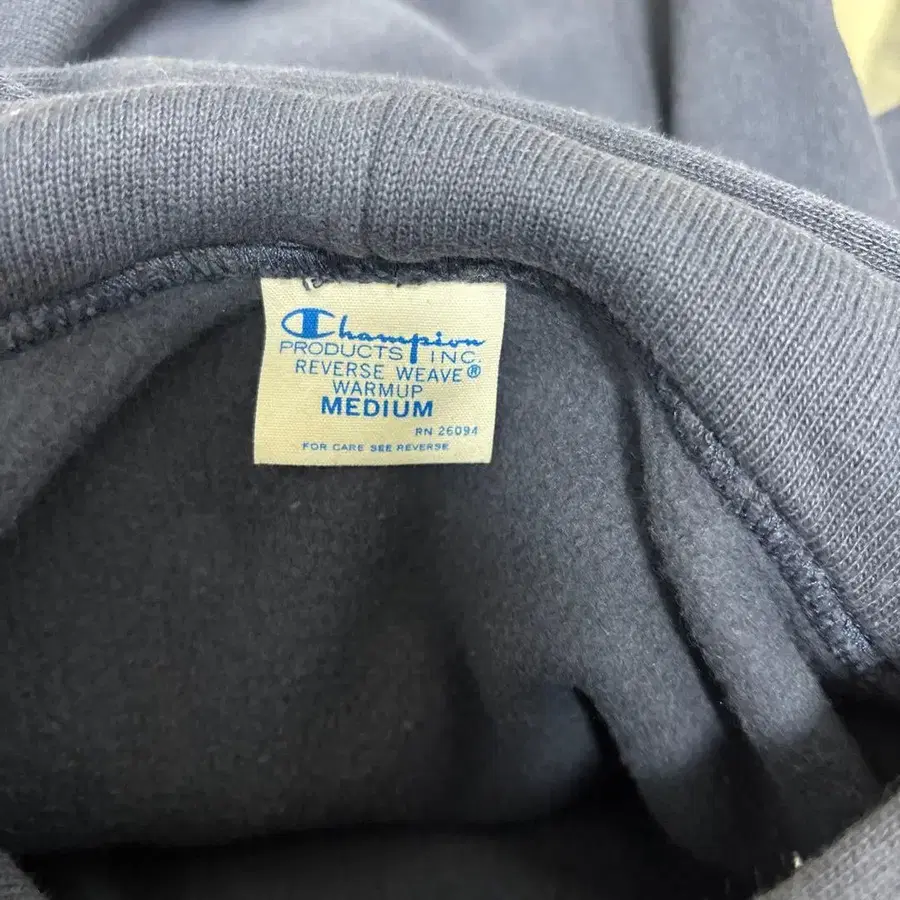 Champion
PRODUCTS INC.
REVERSE WEAVE®
WARMUP
MEDIUM
RN 26094
FOR CARE SEE REVERSE